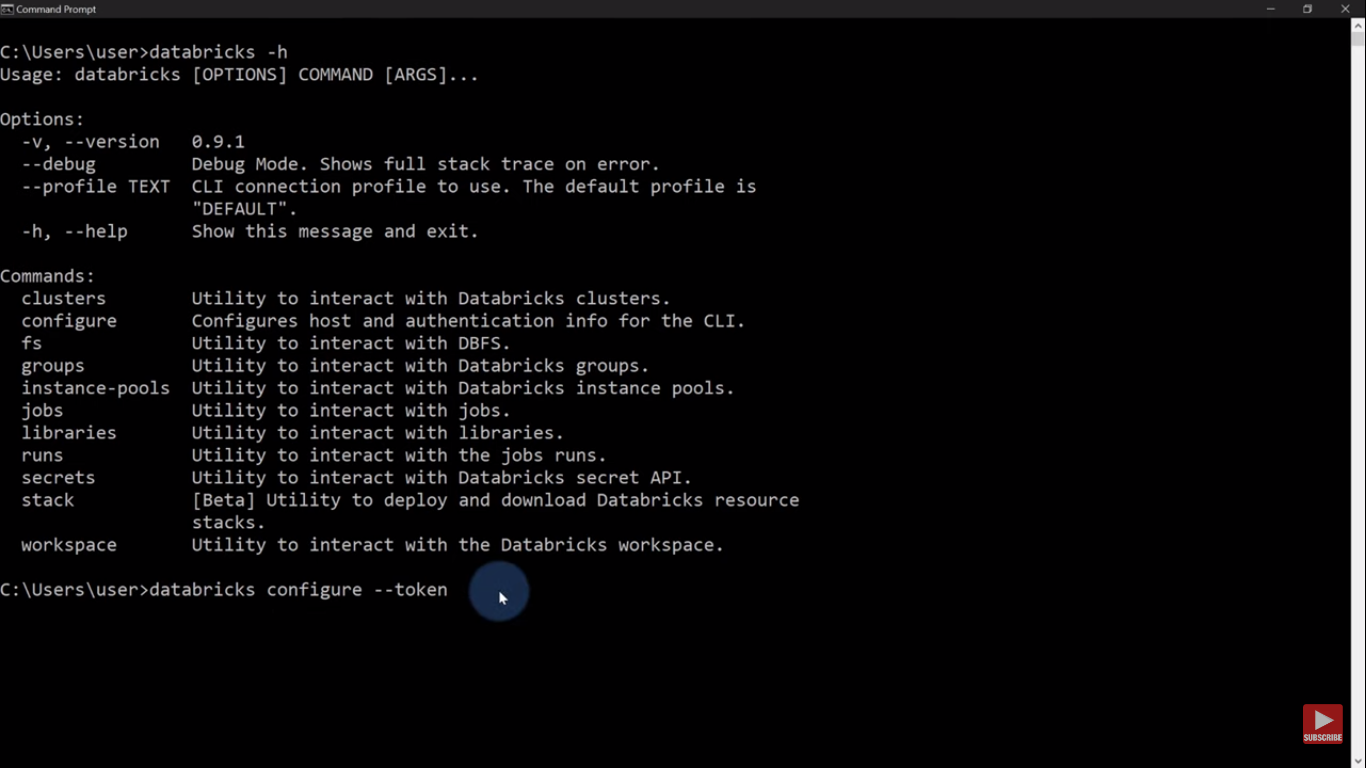 Command Prompt
C:\Users\user>databricks -h
Usage: databricks [OPTIONS] COMMAND [ARGS]...
Options:
-v, --version 0.9.1
--debug Debug Mode. Shows full stack trace on error.
--profile TEXT CLI connection profile to use. The default profile is
"DEFAULT".
-h, --help Show this message and exit.
Commands:
clusters Utility to interact with Databricks clusters.
configure Configures host and authentication info for the CLI.
fs Utility to interact with DBFS.
groups Utility to interact with Databricks groups.
instance-pools Utility to interact with Databricks instance pools.
jobs Utility to interact with jobs.
libraries Utility to interact with libraries.
runs Utility to interact with the jobs runs.
secrets Utility to interact with Databricks secret API.
stack [Beta] Utility to deploy and download Databricks resource
stacks.
workspace Utility to interact with the Databricks workspace.
C:\Users\user>databricks configure --token
SUBSCRIBE